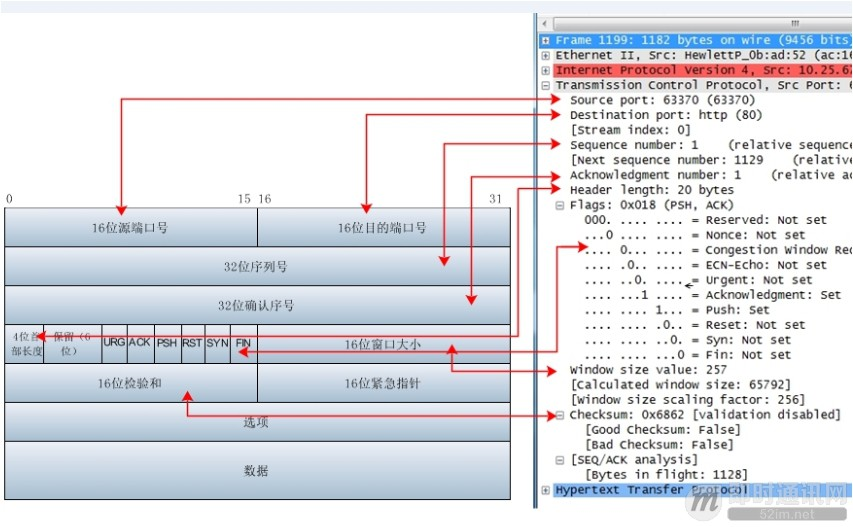 0 15 16 31
16位源端口号 16位目的端口号
32位序列号
32位确认序号
4位首部长度 保留（6位） URG ACK PSH RST SYN FIN 16位窗口大小
16位检验和 16位紧急指针
选项
数据
Frame 1199: 1182 bytes on wire (9456 bits
Ethernet II, Src: HewlettP_0b:ad:52 (ac:16
Internet Protocol Version 4, Src: 10.25.67
Transmission Control Protocol, Src Port: 6
Source port: 63370 (63370)
Destination port: http (80)
[Stream index: 0]
Sequence number: 1 (relative sequence
[Next sequence number: 1129 (relative
Acknowledgment number: 1 (relative ac
Header length: 20 bytes
Flags: 0x018 (PSH, ACK)
000. .... .... = Reserved: Not set
...0 .... .... = Nonce: Not set
.... 0... .... = Congestion Window Red
.... .0.. .... = ECN-Echo: Not set
.... ..0. .... = Urgent: Not set
.... ...1 .... = Acknowledgment: Set
.... .... 1... = Push: Set
.... .... .0.. = Reset: Not set
.... .... ..0. = Syn: Not set
.... .... ...0 = Fin: Not set
Window size value: 257
[Calculated window size: 65792]
[Window size scaling factor: 256]
Checksum: 0x6862 [validation disabled]
[Good Checksum: False]
[Bad Checksum: False]
[SEQ/ACK analysis]
[Bytes in flight: 1128]
Hypertext Transfer Protocol
即时通讯网
52im.net